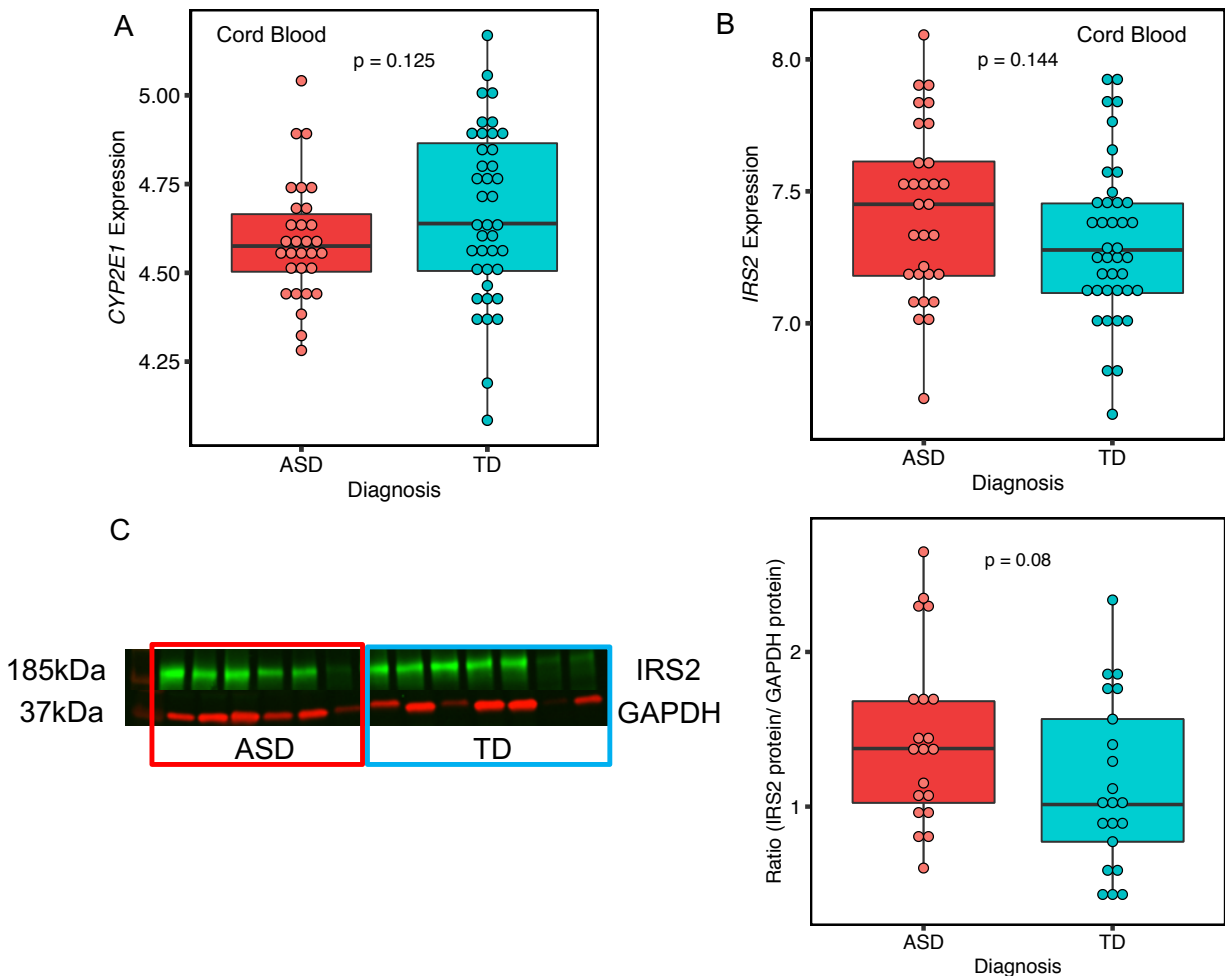 A
Cord Blood
p = 0.125
5.00
4.75
4.50
4.25
CYP2E1 Expression
ASD
TD
Diagnosis
B
Cord Blood
p = 0.144
8.0
7.5
7.0
IRS2 Expression
ASD
TD
Diagnosis
C
185kDa
IRS2
37kDa
GAPDH
ASD
TD
p = 0.08
2
1
Ratio (IRS2 protein/ GAPDH protein)
ASD
TD
Diagnosis